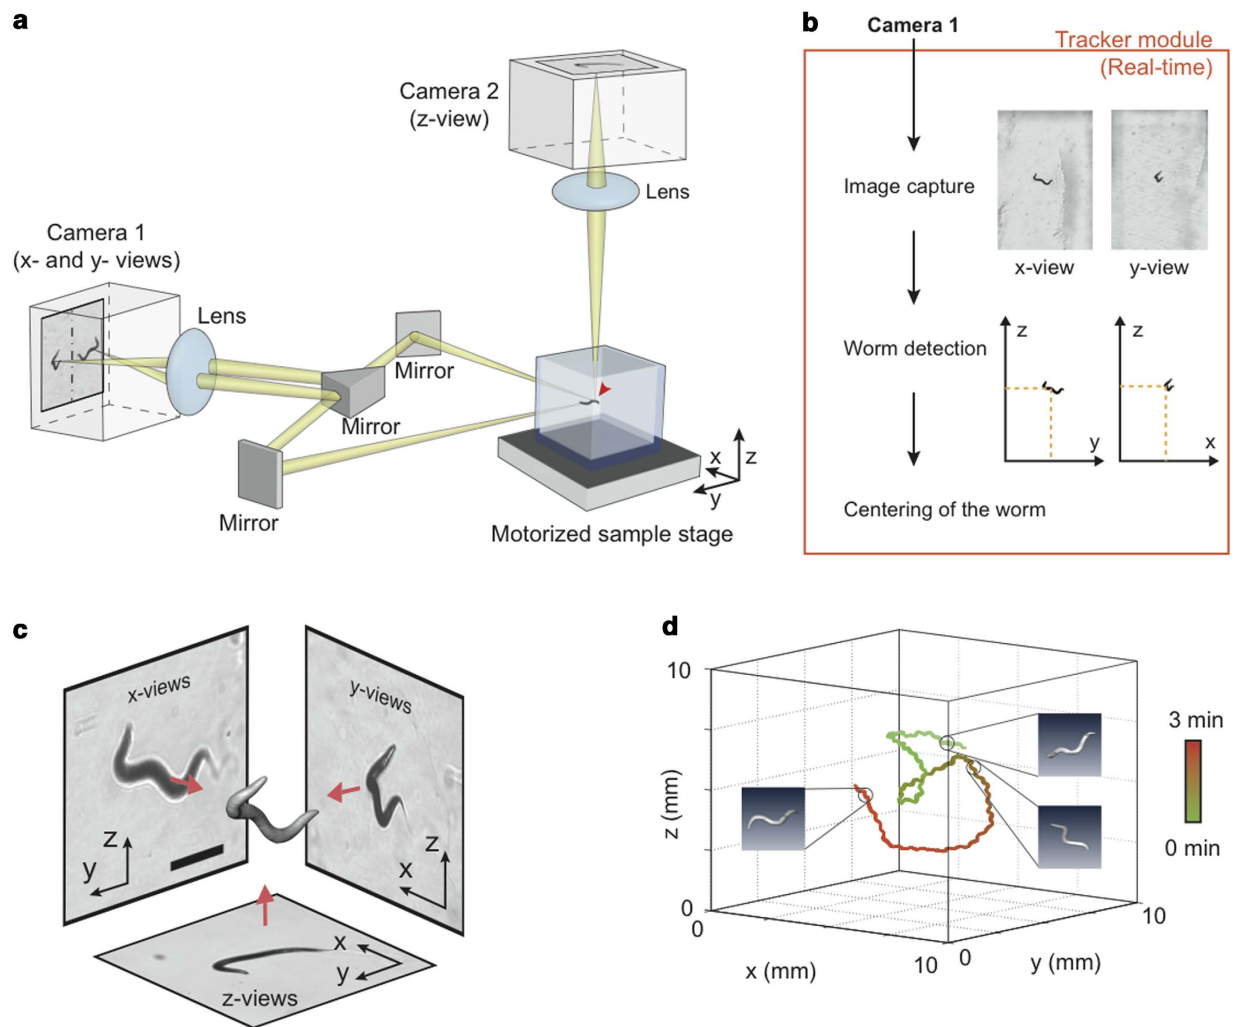 a
Camera 2
(z-view)
Lens
Camera 1
(x- and y- views)
Lens
Mirror
Mirror
Mirror
x
z
y
Motorized sample stage
b
Camera 1
Tracker module
(Real-time)
Image capture
x-view
y-view
Worm detection
z
y
z
x
Centering of the worm
c
x-views
z
y
y-views
z
x
x
y
z-views
d
10
z (mm)
0
0
x (mm)
10
0
y (mm)
10
3 min
0 min